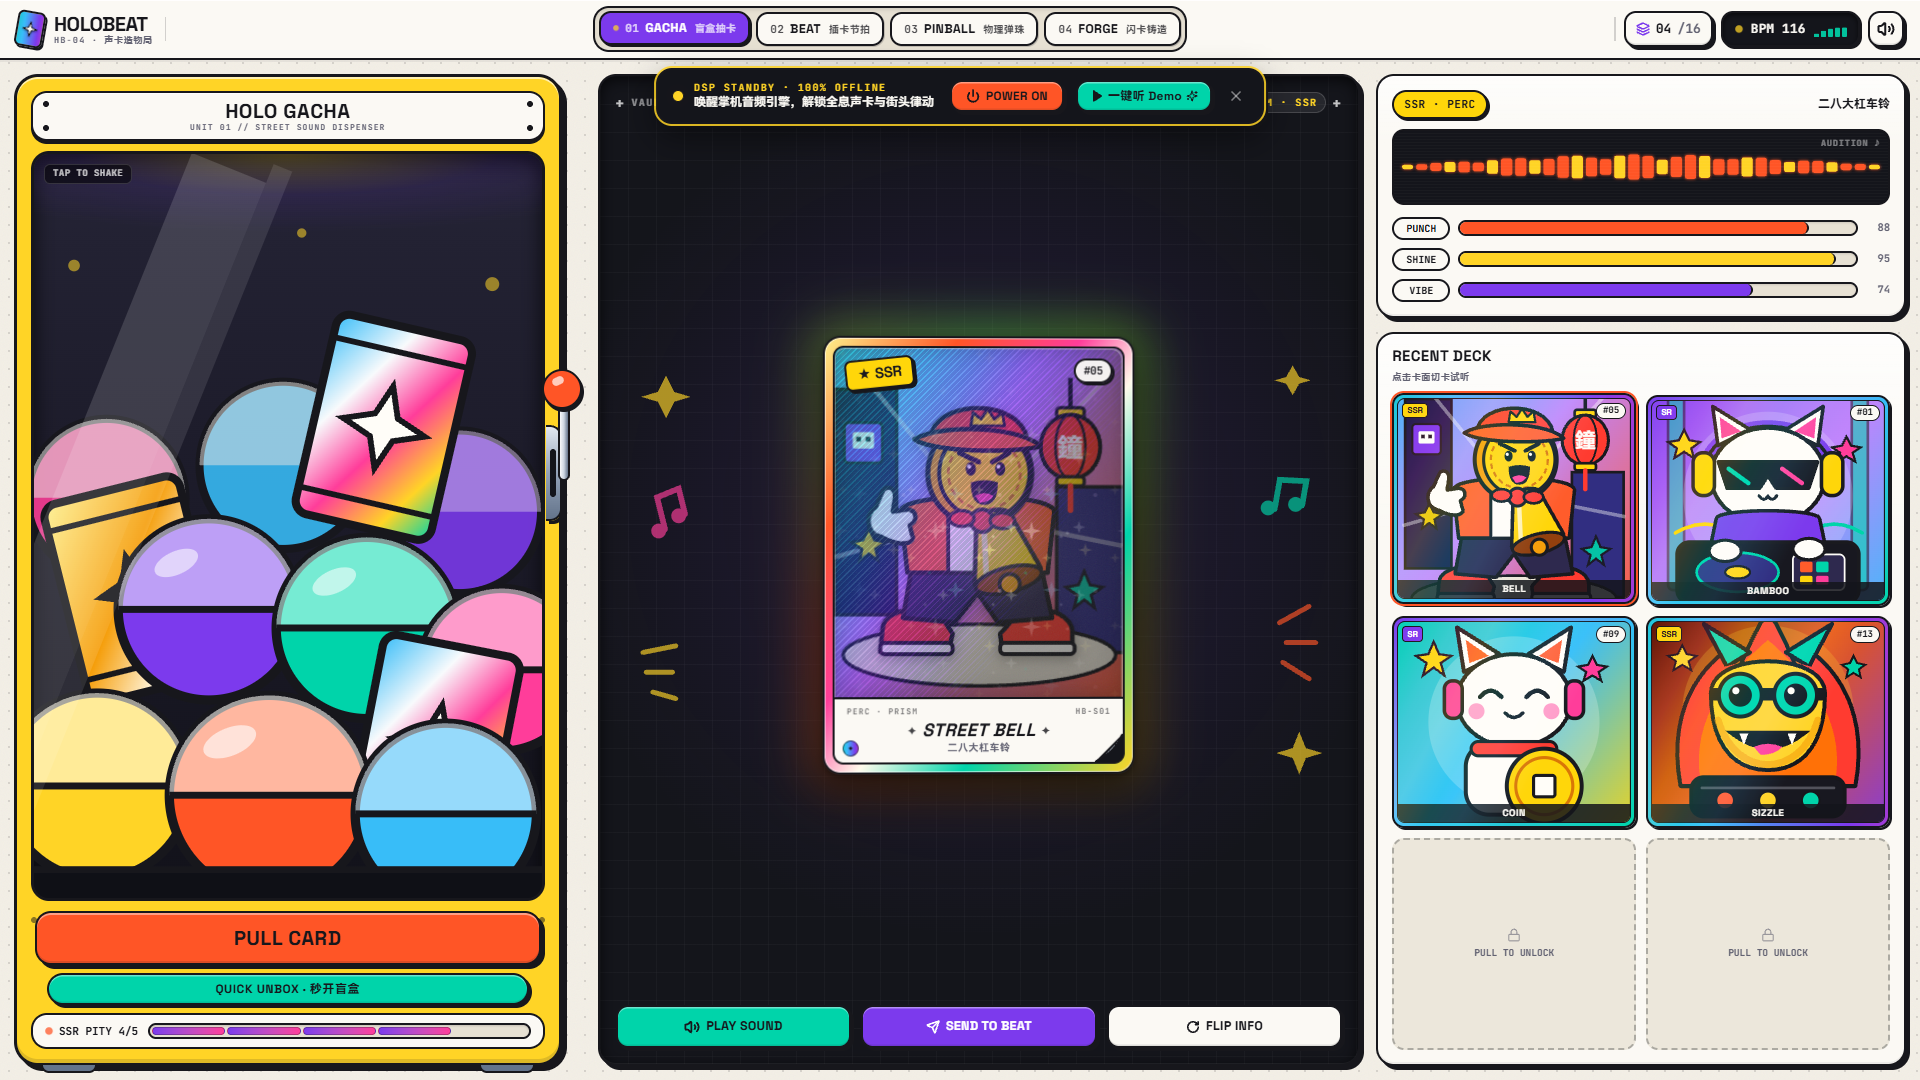 HOLOBEAT
HB-04 · 声卡造物局
01 GACHA 盲盒抽卡
02 BEAT 插卡节拍
03 PINBALL 物理弹珠
04 FORGE 闪卡铸造
04 /16
BPM 116
HOLO GACHA
UNIT 01 // STREET SOUND DISPENSER
TAP TO SHAKE
PULL CARD
QUICK UNBOX · 秒开盲盒
SSR PITY 4/5
DSP STANDBY · 100% OFFLINE
唤醒掌机音频引擎，解锁全息声卡与街头律动
POWER ON
一键听 Demo
· SSR
★ SSR
#05
鐘
PERC · PRISM
HB-S01
✦ STREET BELL ✦
二八大杠车铃
PLAY SOUND
SEND TO BEAT
FLIP INFO
SSR · PERC
二八大杠车铃
AUDITION ♪
PUNCH
88
SHINE
95
VIBE
74
RECENT DECK
点击卡面切卡试听
SSR
#05
鐘
BELL
SR
#01
BAMBOO
SR
#09
COIN
SSR
#13
SIZZLE
PULL TO UNLOCK
PULL TO UNLOCK